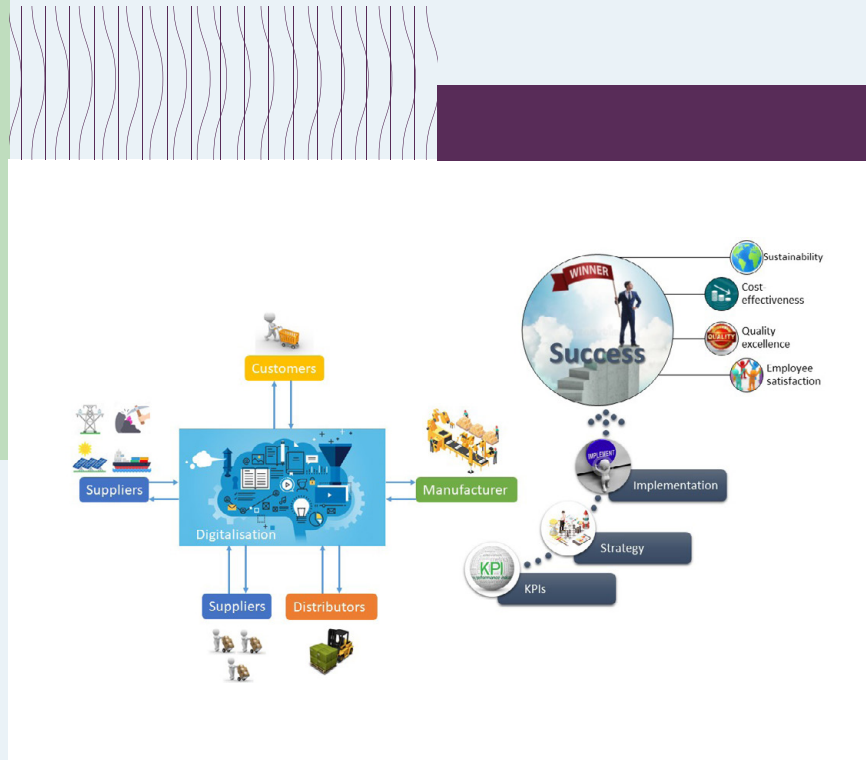 WINNER
Success
Sustainability
Cost
effectiveness
QUALITY
Quality
excellence
Employee
satisfaction
Customers
Suppliers
Digitalisation
Manufacturer
Suppliers
Distributors
IMPLEMENT
Implementation
Strategy
KPI
KPIs